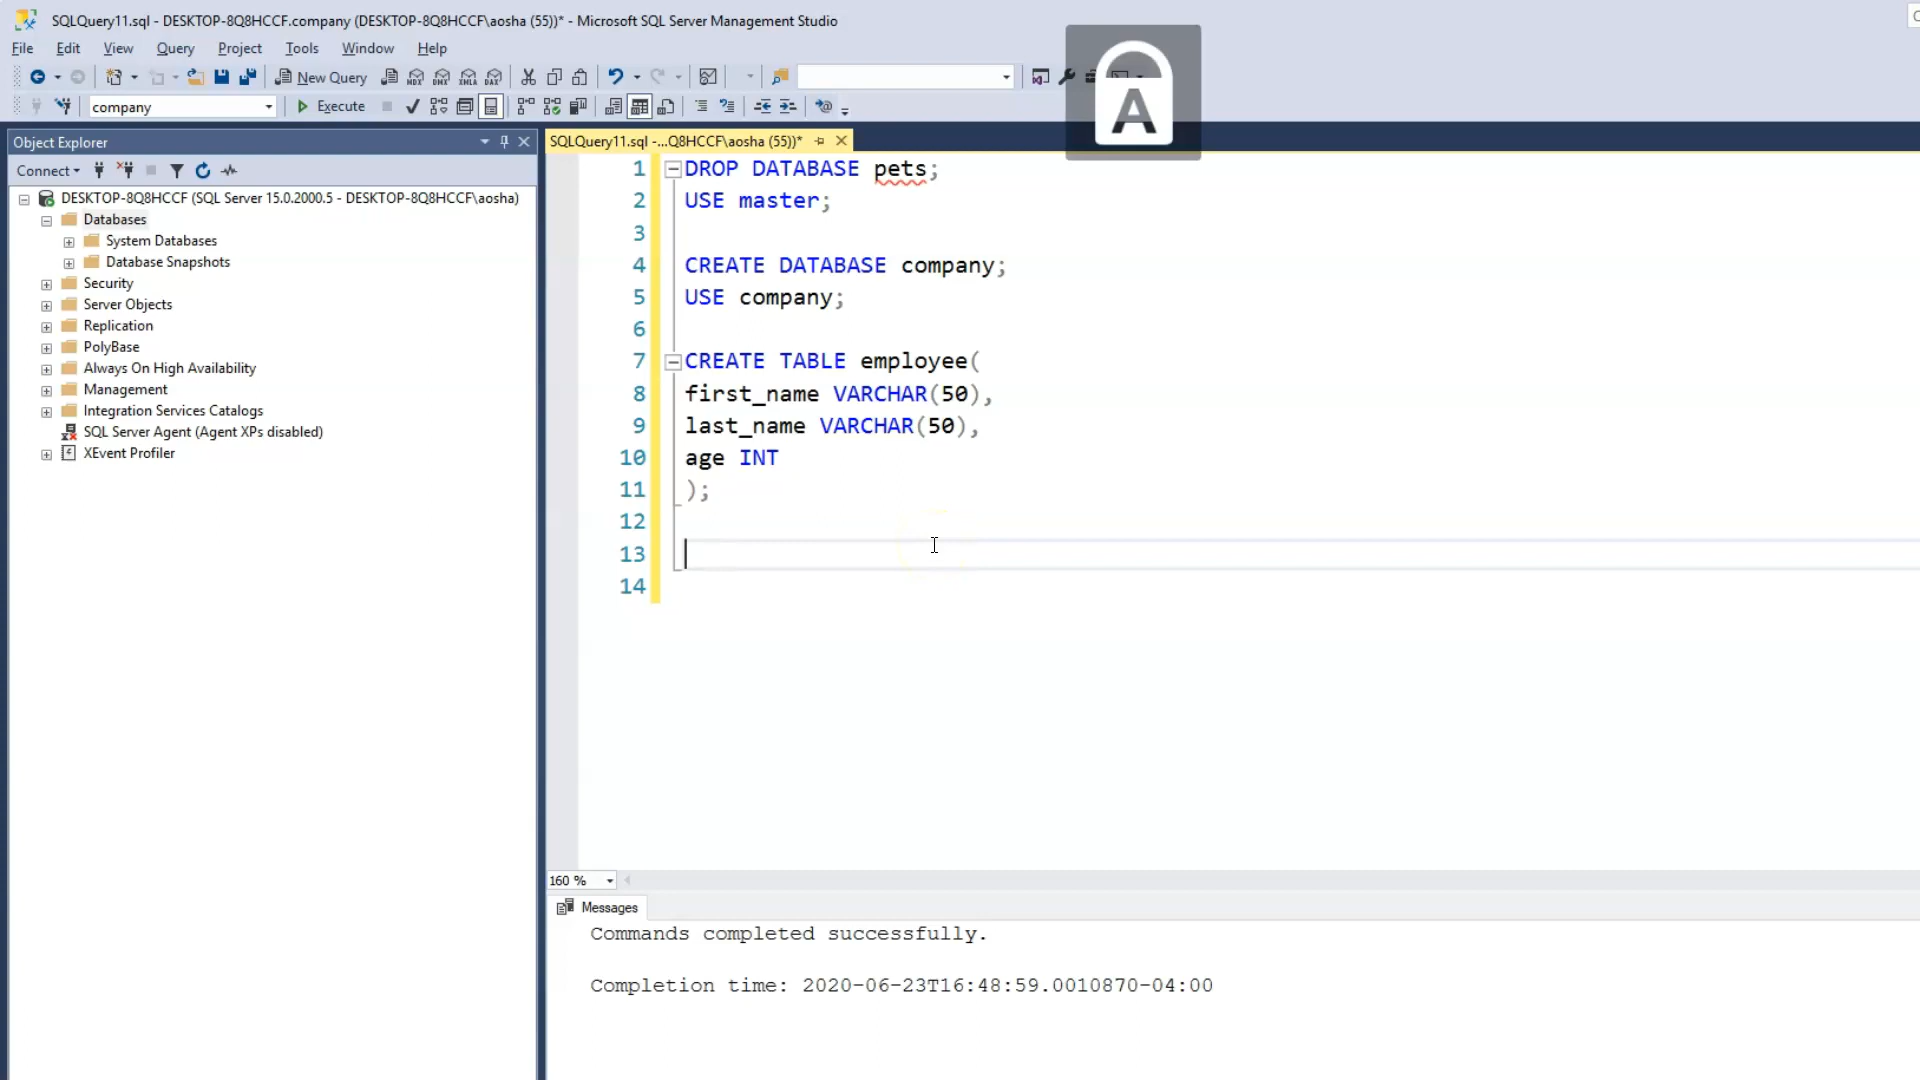 SQLQuery11.sql - DESKTOP-8Q8HCCF.company (DESKTOP-8Q8HCCF\aosha (55))* - Microsoft SQL Server Management Studio
File Edit View Query Project Tools Window Help
New Query
company Execute
A
Object Explorer
Connect
DESKTOP-8Q8HCCF (SQL Server 15.0.2000.5 - DESKTOP-8Q8HCCF\aosha)
Databases
System Databases
Database Snapshots
Security
Server Objects
Replication
PolyBase
Always On High Availability
Management
Integration Services Catalogs
SQL Server Agent (Agent XPs disabled)
XEvent Profiler
SQLQuery11.sql -...Q8HCCF\aosha (55))*
1 DROP DATABASE pets;
2 USE master;
3
4 CREATE DATABASE company;
5 USE company;
6
7 CREATE TABLE employee(
8 first_name VARCHAR(50),
9 last_name VARCHAR(50),
10 age INT
11 );
12
13
14
160 %
Messages
Commands completed successfully.
Completion time: 2020-06-23T16:48:59.0010870-04:00